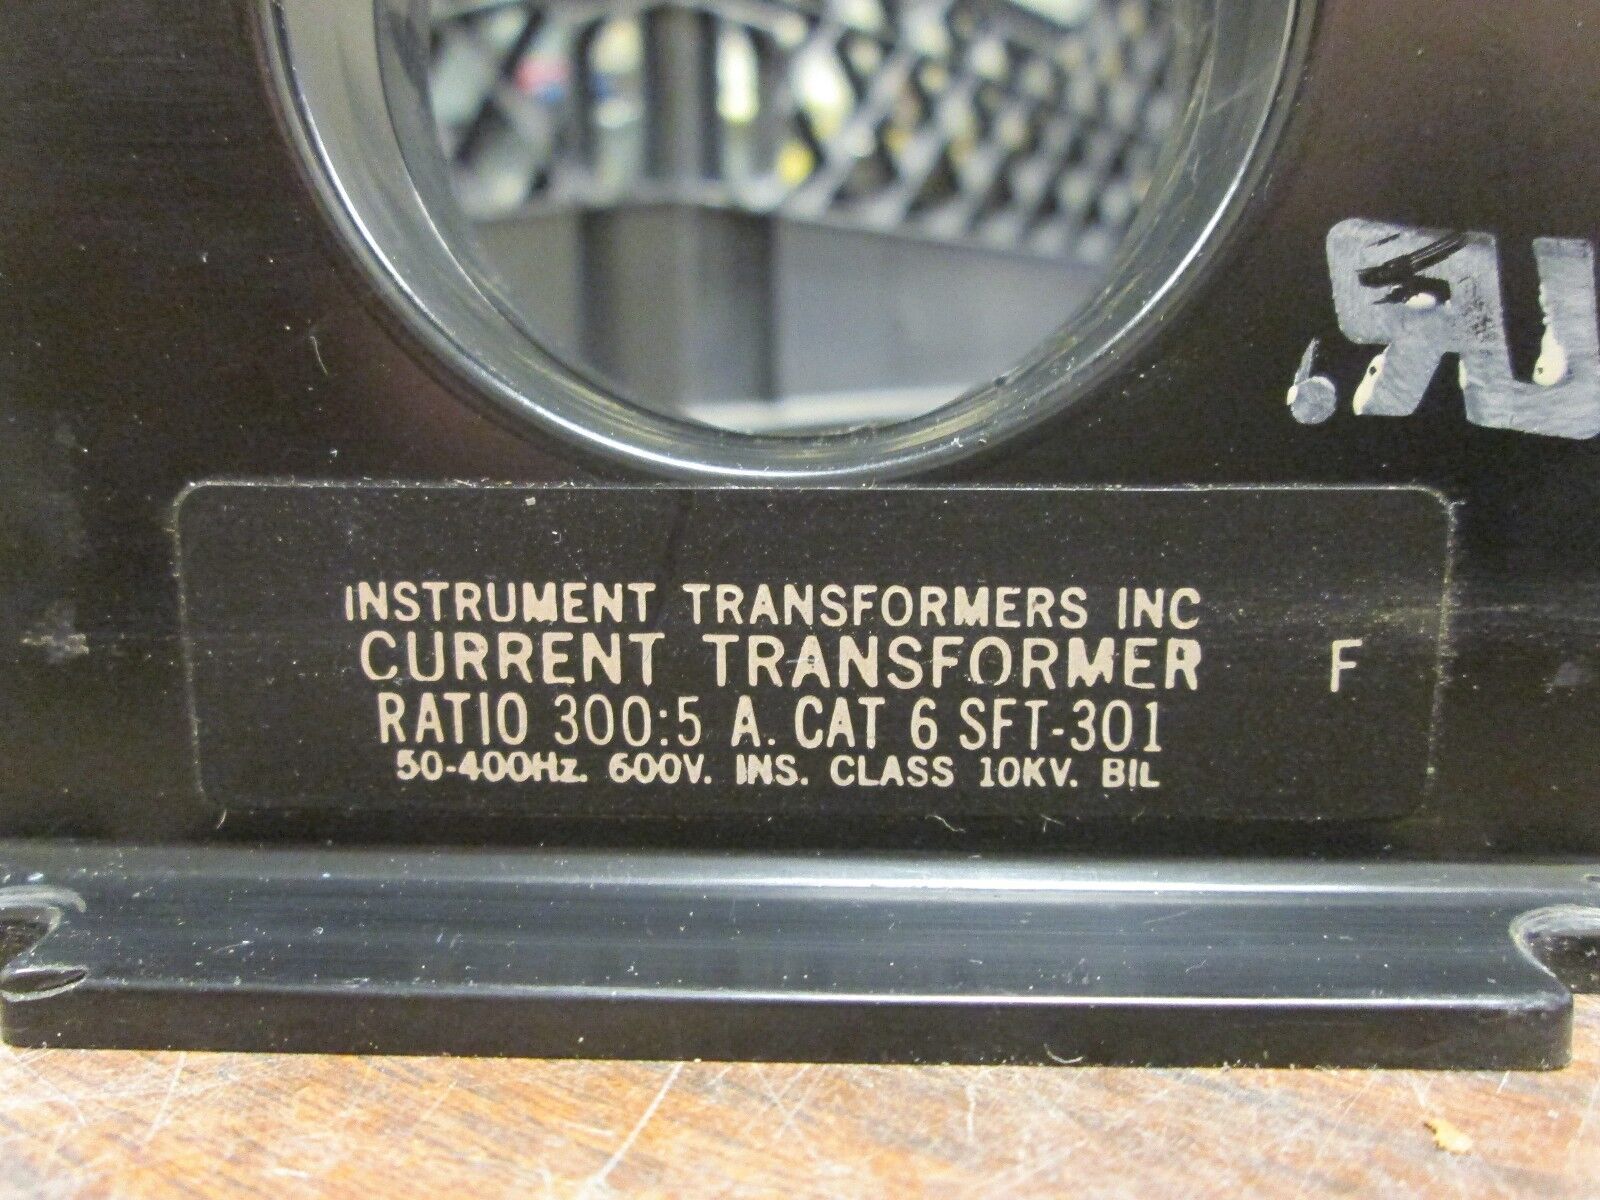 INSTRUMENT TRANSFORMERS INC
CURRENT TRANSFORMER F
RATIO 300:5 A. CAT 6 SFT-301
50-400Hz. 600V. INS. CLASS 10KV. BIL